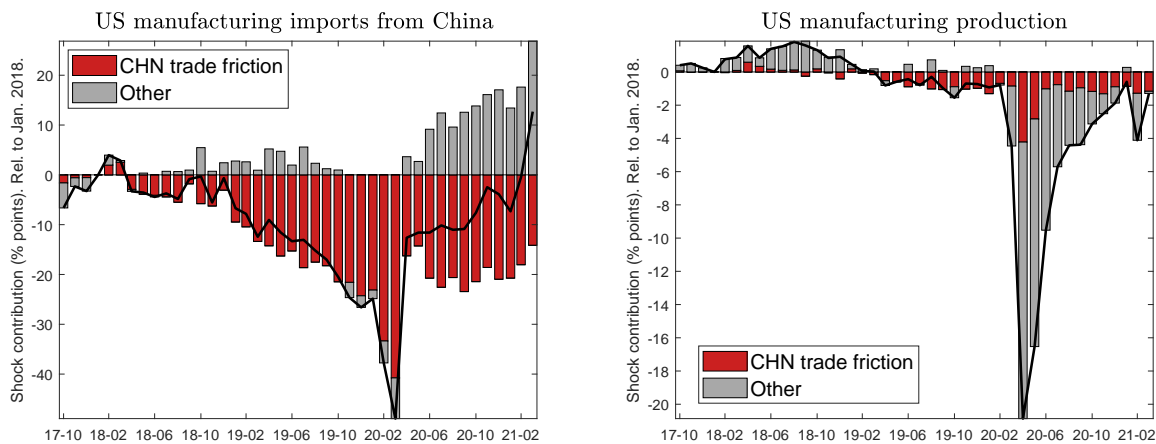 US manufacturing imports from China
Shock contribution (% points). Rel. to Jan. 2018.
20
10
0
-10
-20
-30
-40
CHN trade friction
Other
17-10 18-02 18-06 18-10 19-02 19-06 19-10 20-02 20-06 20-10 21-02
US manufacturing production
Shock contribution (% points). Rel. to Jan. 2018.
0
-2
-4
-6
-8
-10
-12
-14
-16
-18
-20
CHN trade friction
Other
17-10 18-02 18-06 18-10 19-02 19-06 19-10 20-02 20-06 20-10 21-02